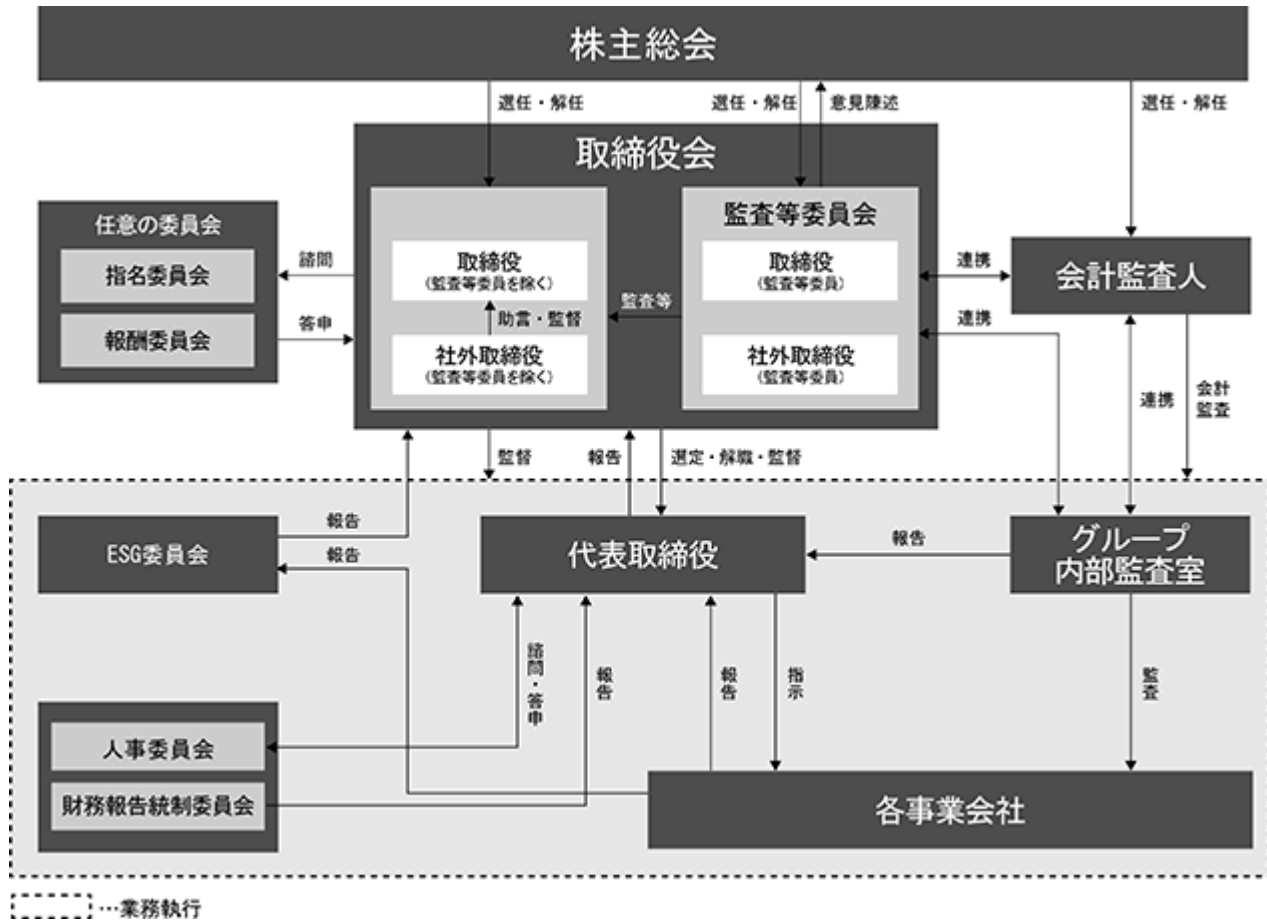 株主総会
選任・解任
選任・解任
意見陳述
選任・解任
取締役会
任意の委員会
指名委員会
報酬委員会
諮問
答申
取締役
(監査等委員を除く)
助言・監督
社外取締役
(監査等委員を除く)
監査等
監査等委員会
取締役
(監査等委員)
社外取締役
(監査等委員)
連携
連携
会計監査人
連携
会計
監査
監督
報告
選定・解職・監督
ESG委員会
報告
報告
代表取締役
報告
グループ
内部監査室
諮問・答申
報告
報告
指示
監査
人事委員会
財務報告統制委員会
各事業会社
…業務執行